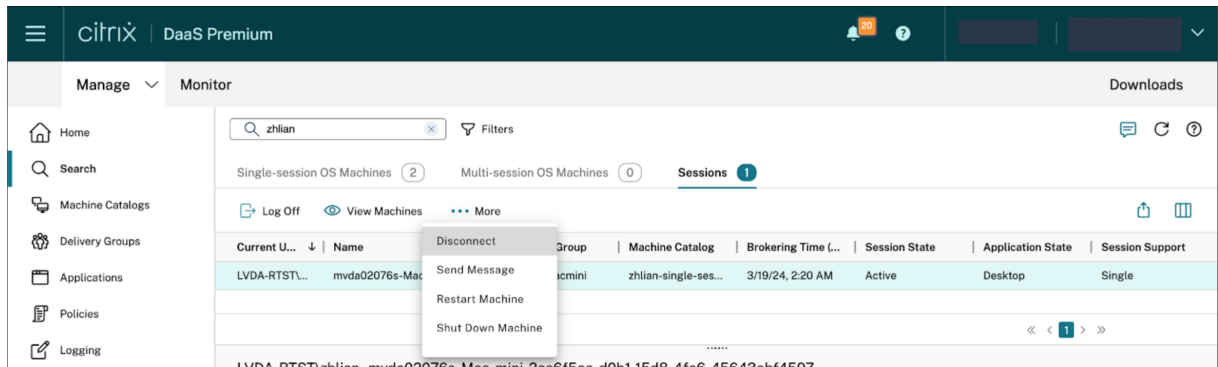 citrix | DaaS Premium 20
Manage Monitor Downloads
Home
Search
Machine Catalogs
Delivery Groups
Applications
Policies
Logging
zhlian Filters
Single-session OS Machines 2 Multi-session OS Machines 0 Sessions 1
Log Off View Machines ••• More
Disconnect
Send Message
Restart Machine
Shut Down Machine
Current U... ↓ Name Group Machine Catalog Brokering Time (... Session State Application State Session Support
LVDA-RTST\... mvda02076s-Mac zhlian-single-ses... 3/19/24, 2:20 AM Active Desktop Single
« < 1 > »